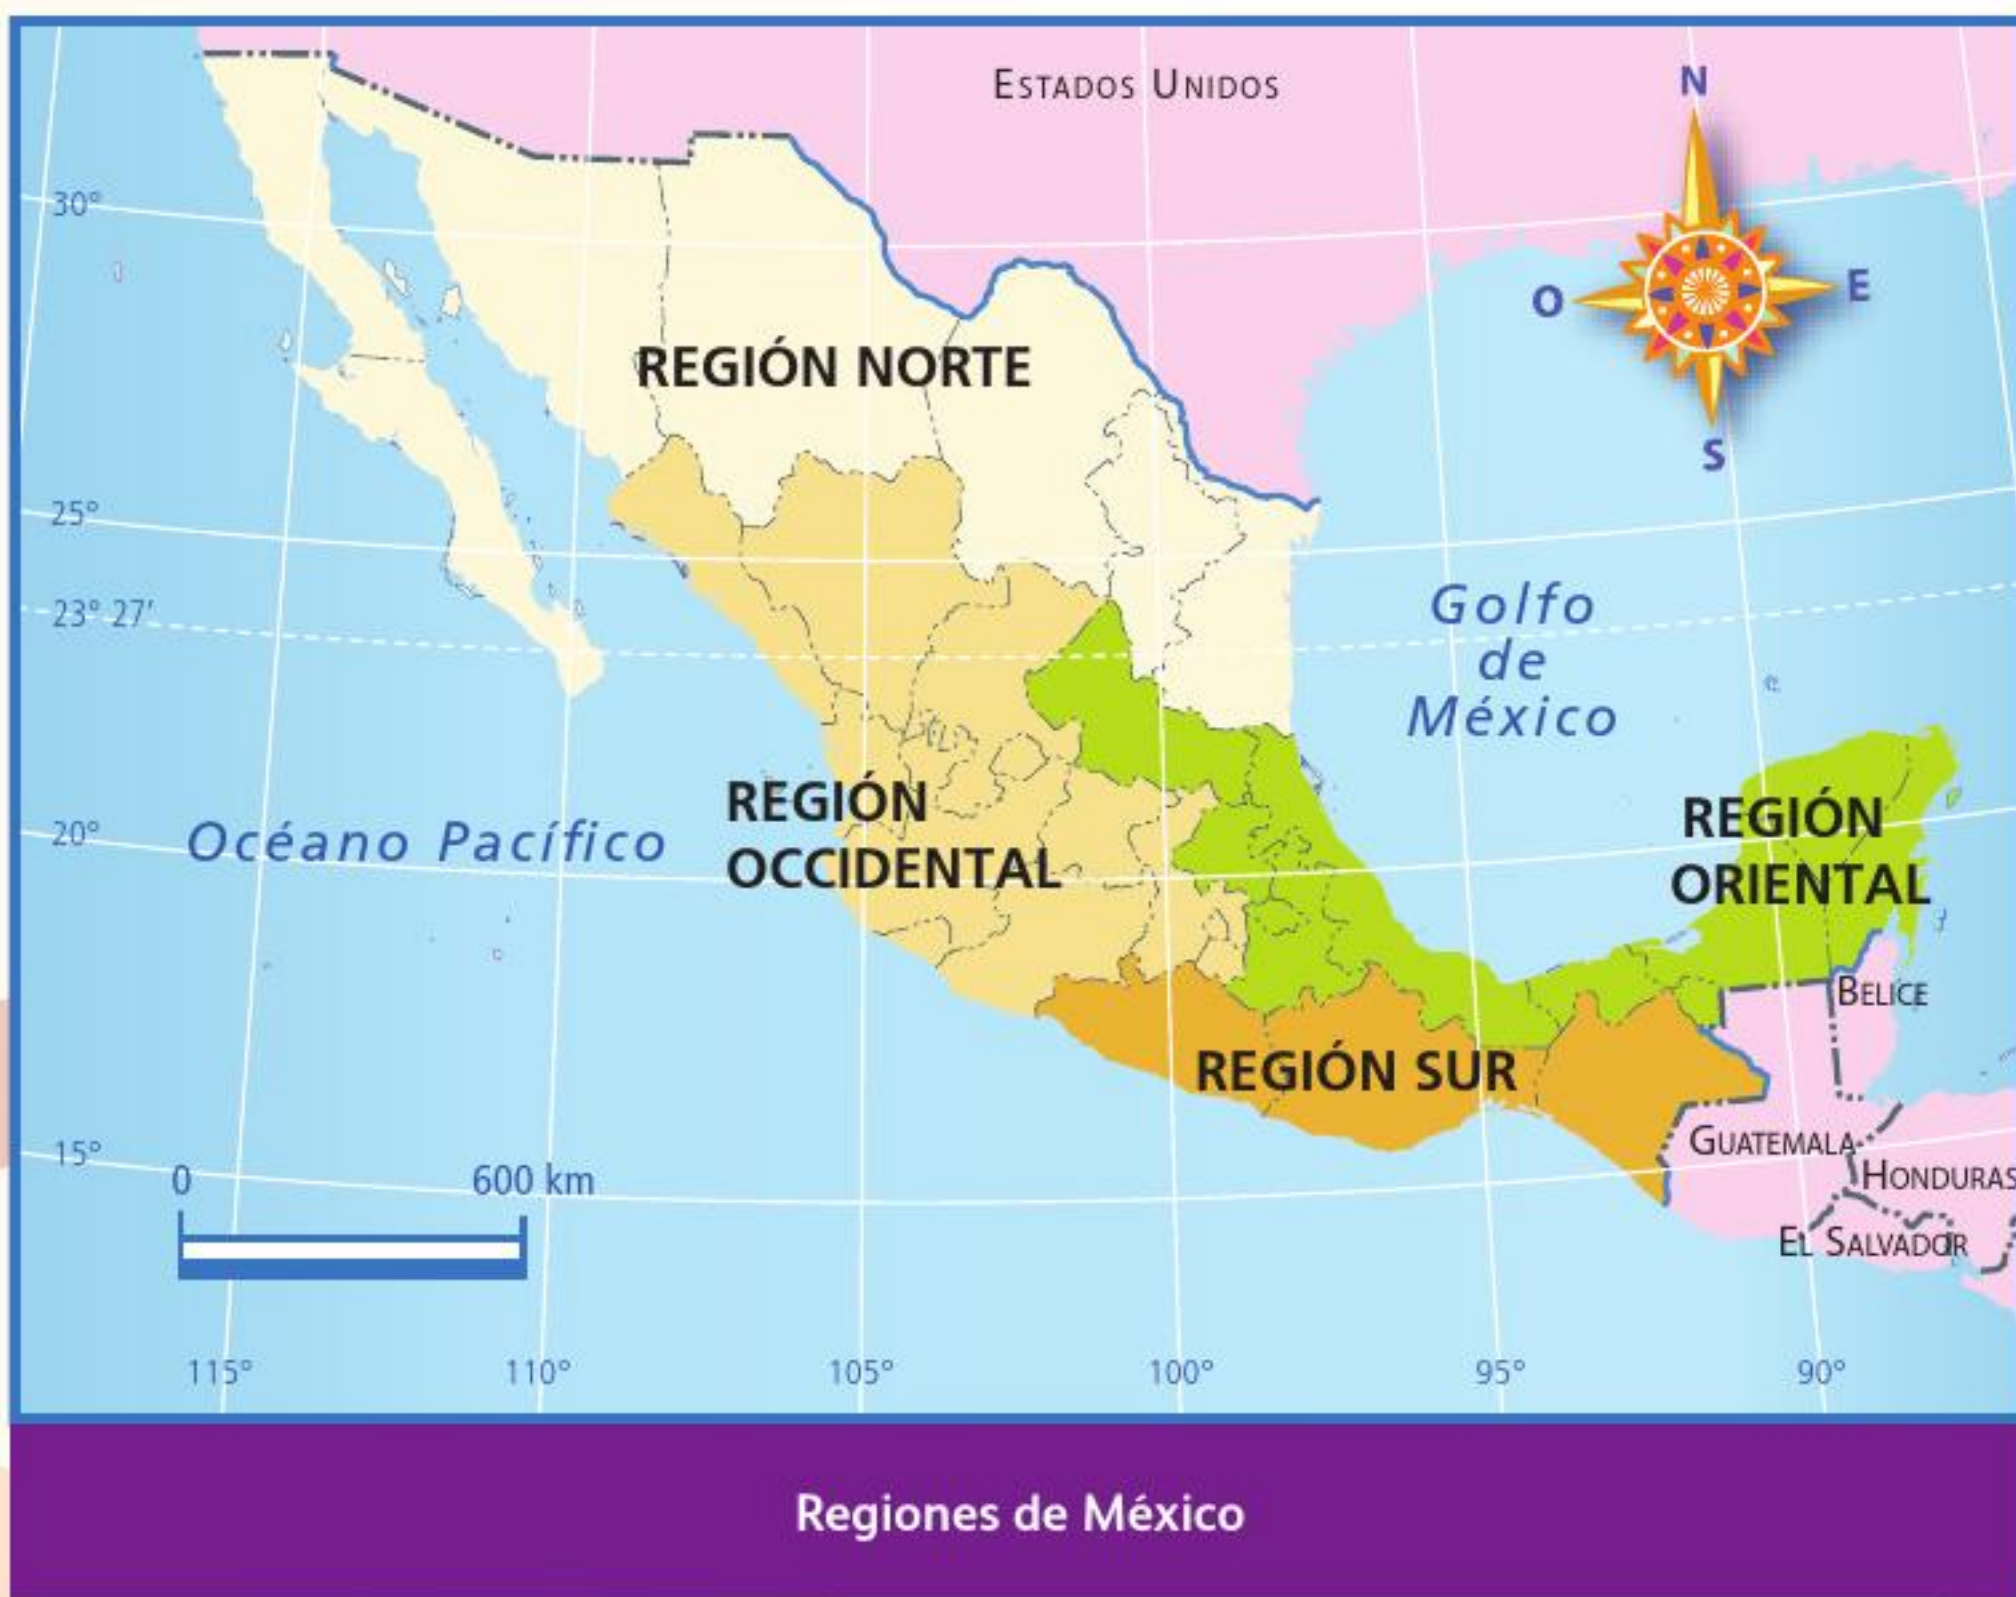 ESTADOS UNIDOS
N
30°
O
E
REGIÓN NORTE
S
25°
23° 27'
Golfo
de
México
REGIÓN
OCCIDENTAL
REGIÓN
ORIENTAL
20°
Océano Pacífico
BELICE
REGIÓN SUR
15°
GUATEMALA
HONDURAS
0
600 km
EL SALVADOR
115°
110°
105°
100°
95°
90°
Regiones de México